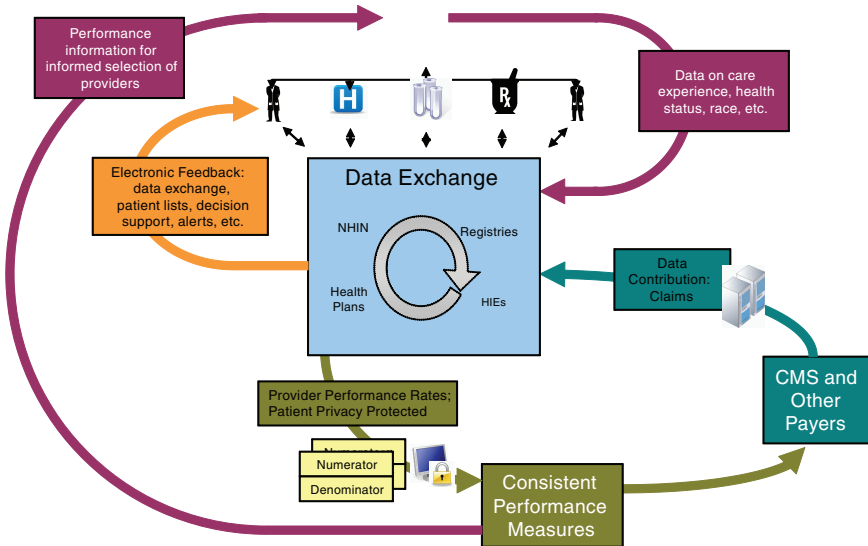 Performance
information for
informed selection of
providers
Data on care
experience, health
status, race, etc.
H
Rx
Electronic Feedback:
data exchange,
patient lists, decision
support, alerts, etc.
Data Exchange
NHIN
Registries
Health
Plans
HIEs
Data
Contribution:
Claims
CMS and
Other
Payers
Provider Performance Rates;
Patient Privacy Protected
Numerator
Denominator
Consistent
Performance
Measures